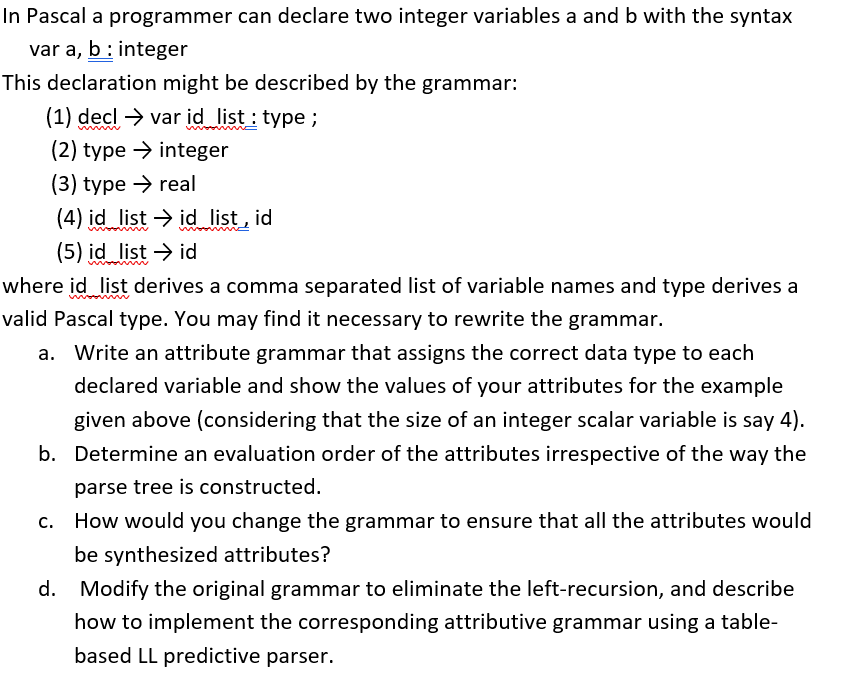 In Pascal a programmer can declare two integer variables a and b with the syntax
var a, b : integer
This declaration might be described by the grammar:
(1) decl → var id_list : type ;
(2) type → integer
(3) type → real
(4) id_list → id_list , id
(5) id_list → id
where id_list derives a comma separated list of variable names and type derives a
valid Pascal type. You may find it necessary to rewrite the grammar.
a. Write an attribute grammar that assigns the correct data type to each
declared variable and show the values of your attributes for the example
given above (considering that the size of an integer scalar variable is say 4).
b. Determine an evaluation order of the attributes irrespective of the way the
parse tree is constructed.
c. How would you change the grammar to ensure that all the attributes would
be synthesized attributes?
d. Modify the original grammar to eliminate the left-recursion, and describe
how to implement the corresponding attributive grammar using a table-
based LL predictive parser.